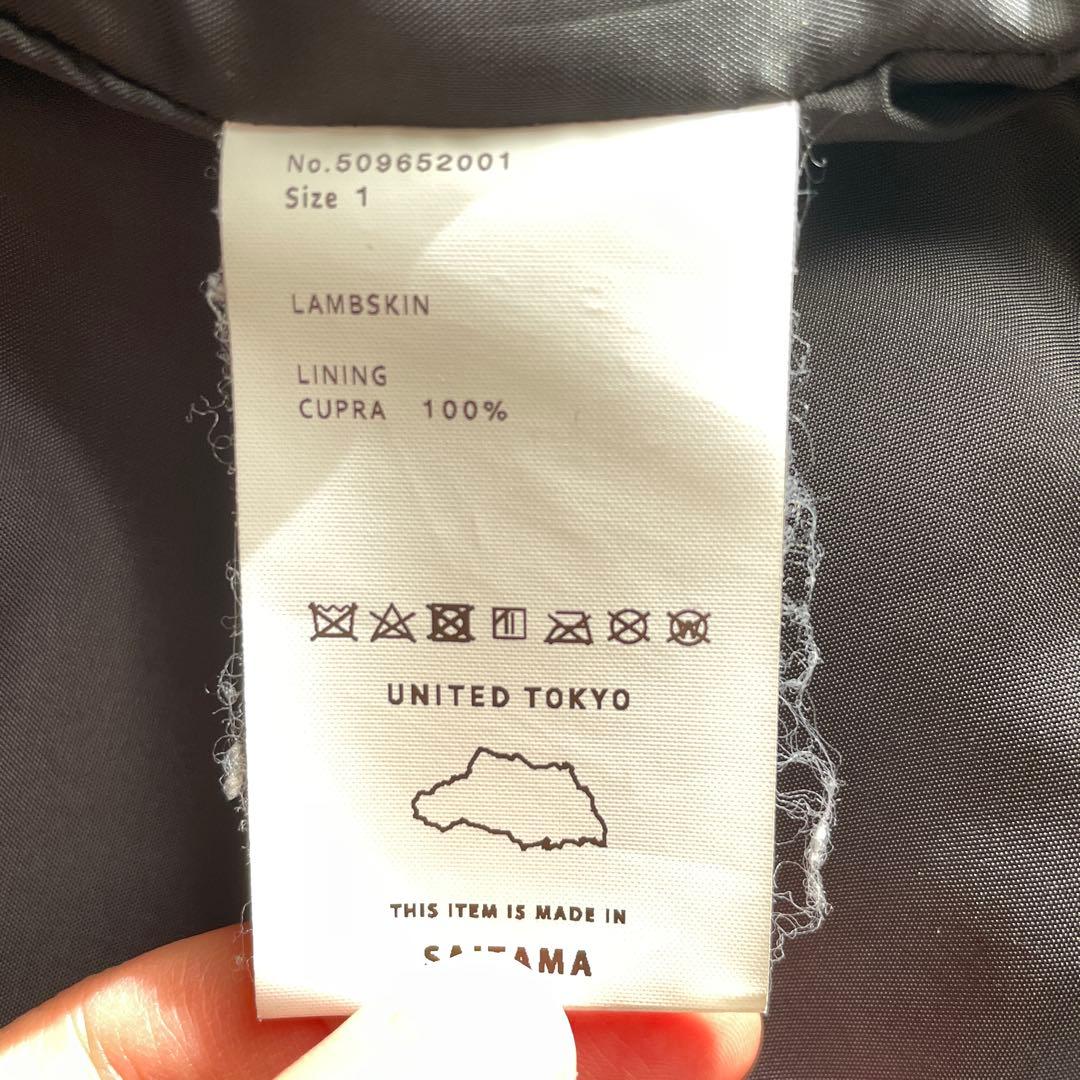 No.509652001
Size 1
LAMBSKIN
LINING
CUPRA 100%
W
UNITED TOKYO
THIS ITEM IS MADE IN
SAITAMA